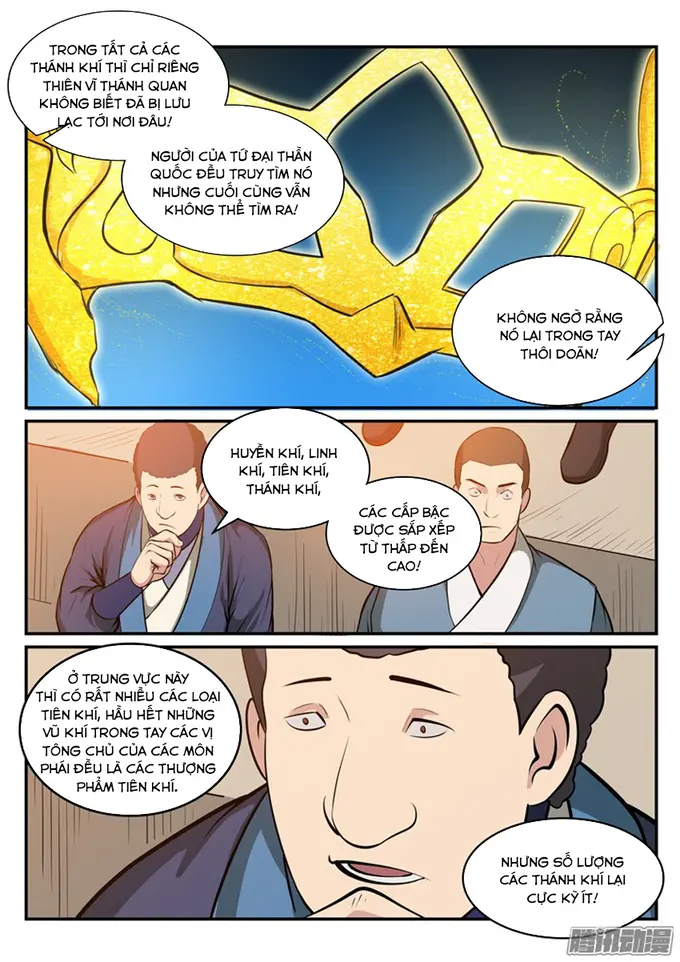 TRONG TẤT CẢ CÁC
THÁNH KHÍ THÌ CHỈ RIÊNG
THIÊN VĨ THÁNH QUAN
KHÔNG BIẾT ĐÃ BỊ LƯU
LẠC TỚI NƠI ĐÂU!
NGƯỜI CỦA TỨ ĐẠI THẦN
QUỐC ĐỀU TRUY TÌM NÓ
NHƯNG CUỐI CÙNG VẪN
KHÔNG THỂ TÌM RA!
KHÔNG NGỜ RẰNG
NÓ LẠI TRONG TAY
THÔI DOÃN!
HUYỀN KHÍ, LINH
KHÍ, TIÊN KHÍ,
THÁNH KHÍ,
CÁC CẤP BẬC
ĐƯỢC SẮP XẾP
TỪ THẤP ĐẾN
CAO!
Ở TRUNG VỰC NÀY
THÌ CÓ RẤT NHIỀU CÁC LOẠI
TIÊN KHÍ, HẦU HẾT NHỮNG
VŨ KHÍ TRONG TAY CÁC VỊ
TÔNG CHỦ CỦA CÁC MÔN
PHÁI ĐỀU LÀ CÁC THƯỢNG
PHẨM TIÊN KHÍ.
NHƯNG SỐ LƯỢNG
CÁC THÁNH KHÍ LẠI
CỰC KỲ ÍT!
腾讯动漫